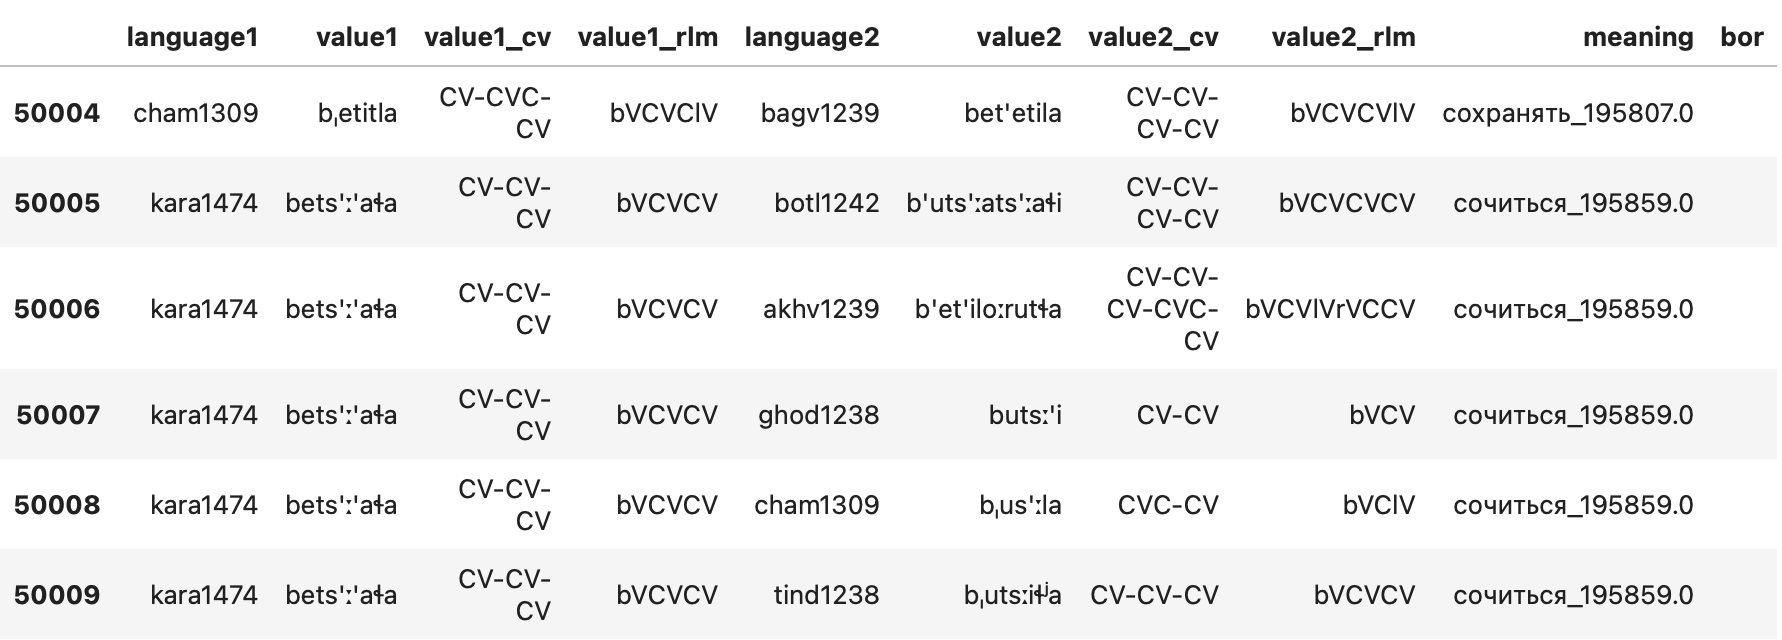 language1 value1 value1_cv value1_rlm language2 value2 value2_cv value2_rlm meaning bor
50004 cham1309 bˌetitla CV-CVC-CV bVCVClV bagv1239 bet'etila CV-CV-CV-CV bVCVCVlV сохранять_195807.0
50005 kara1474 bets'ː'aɬa CV-CV-CV bVCVCV botl1242 b'uts'ːats'ːaɬi CV-CV-CV-CV bVCVCVCV сочиться_195859.0
50006 kara1474 bets'ː'aɬa CV-CV-CV bVCVCV akhv1239 b'et'iloːrutɬa CV-CV-CV-CVC-CV bVCVlVrVCCV сочиться_195859.0
50007 kara1474 bets'ː'aɬa CV-CV-CV bVCVCV ghod1238 butsː'i CV-CV bVCV сочиться_195859.0
50008 kara1474 bets'ː'aɬa CV-CV-CV bVCVCV cham1309 bˌus'ːla CVC-CV bVClV сочиться_195859.0
50009 kara1474 bets'ː'aɬa CV-CV-CV bVCVCV tind1238 bˌutsːiɬʲa CV-CV-CV bVCVCV сочиться_195859.0